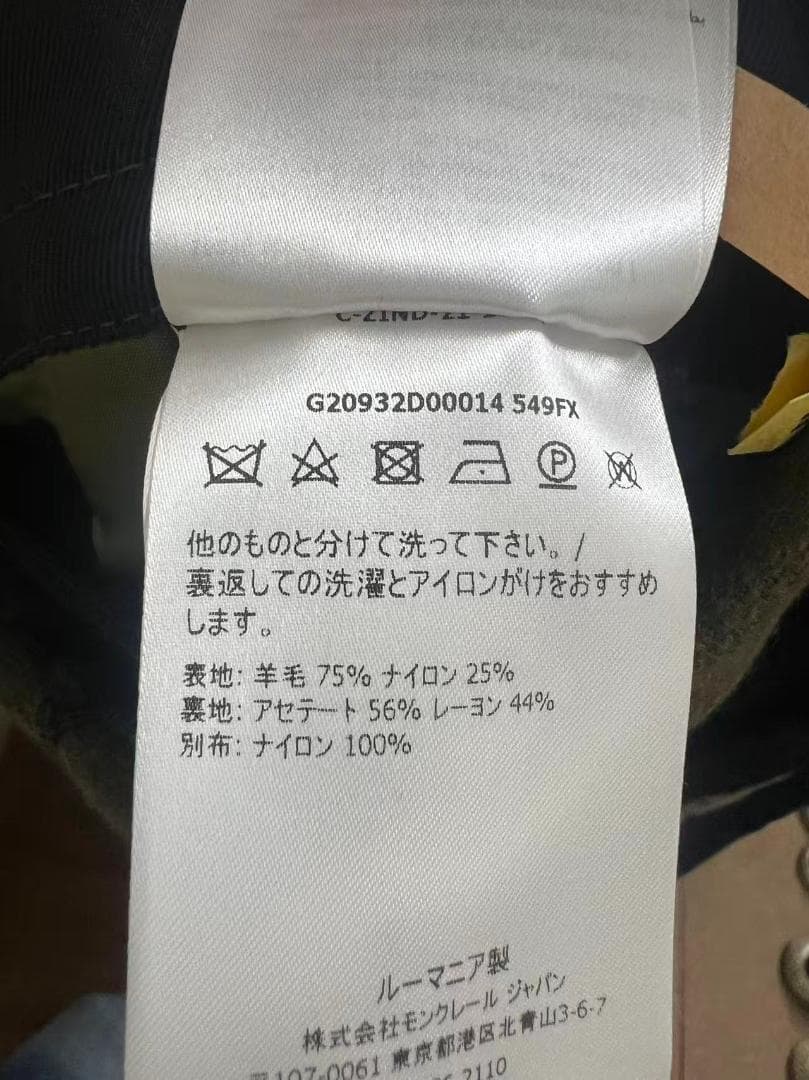 G20932D00014 549FX
他のものと分けて洗って下さい。/
裏返しての洗濯とアイロンがけをおすすめ
します。
表地: 羊毛 75% ナイロン 25%
裏地: アセテート 56% レーヨン 44%
別布: ナイロン 100%
ルーマニア製
株式会社モンクレール ジャパン
〒107-0061 東京都港区北青山3-6-7
2110